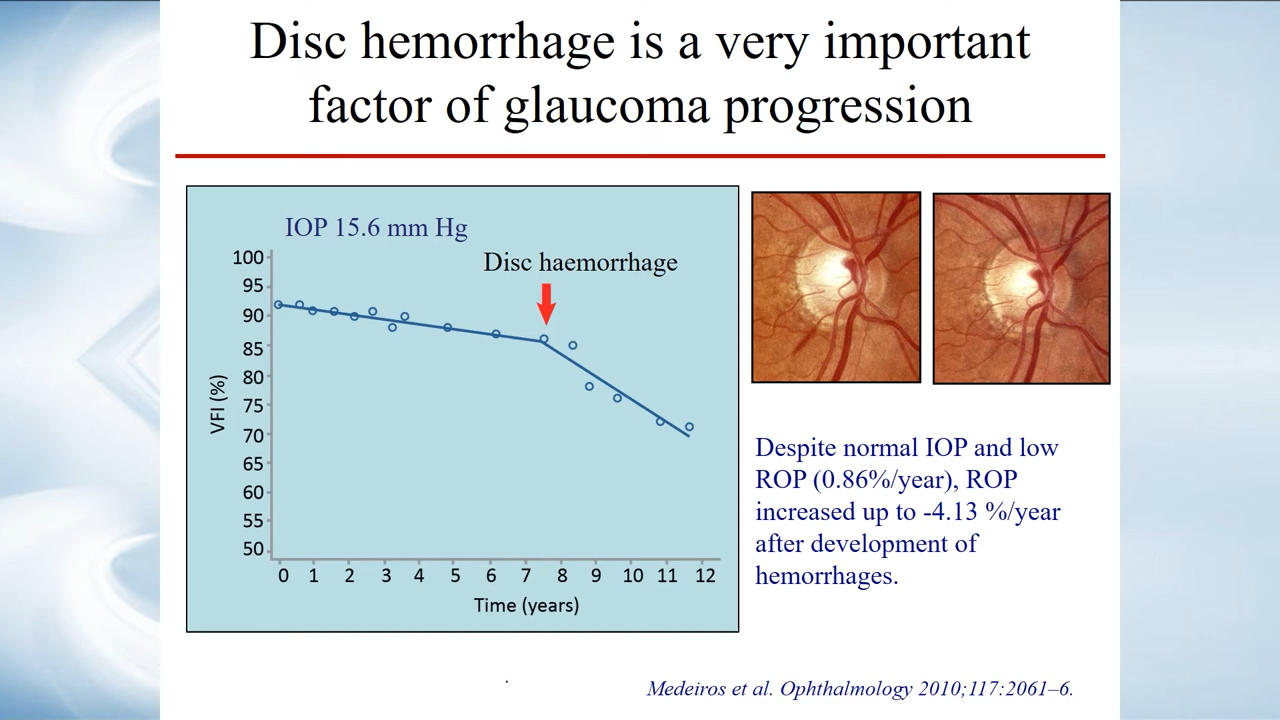 Disc hemorrhage is a very important
factor of glaucoma progression
IOP 15.6 mm Hg
Disc haemorrhage
100
95
90
85
80
75
70
65
60
55
50
VFI (%)
0 1 2 3 4 5 6 7 8 9 10 11 12
Time (years)
Despite normal IOP and low
ROP (0.86%/year), ROP
increased up to -4.13 %/year
after development of
hemorrhages.
Medeiros et al. Ophthalmology 2010;117:2061–6.